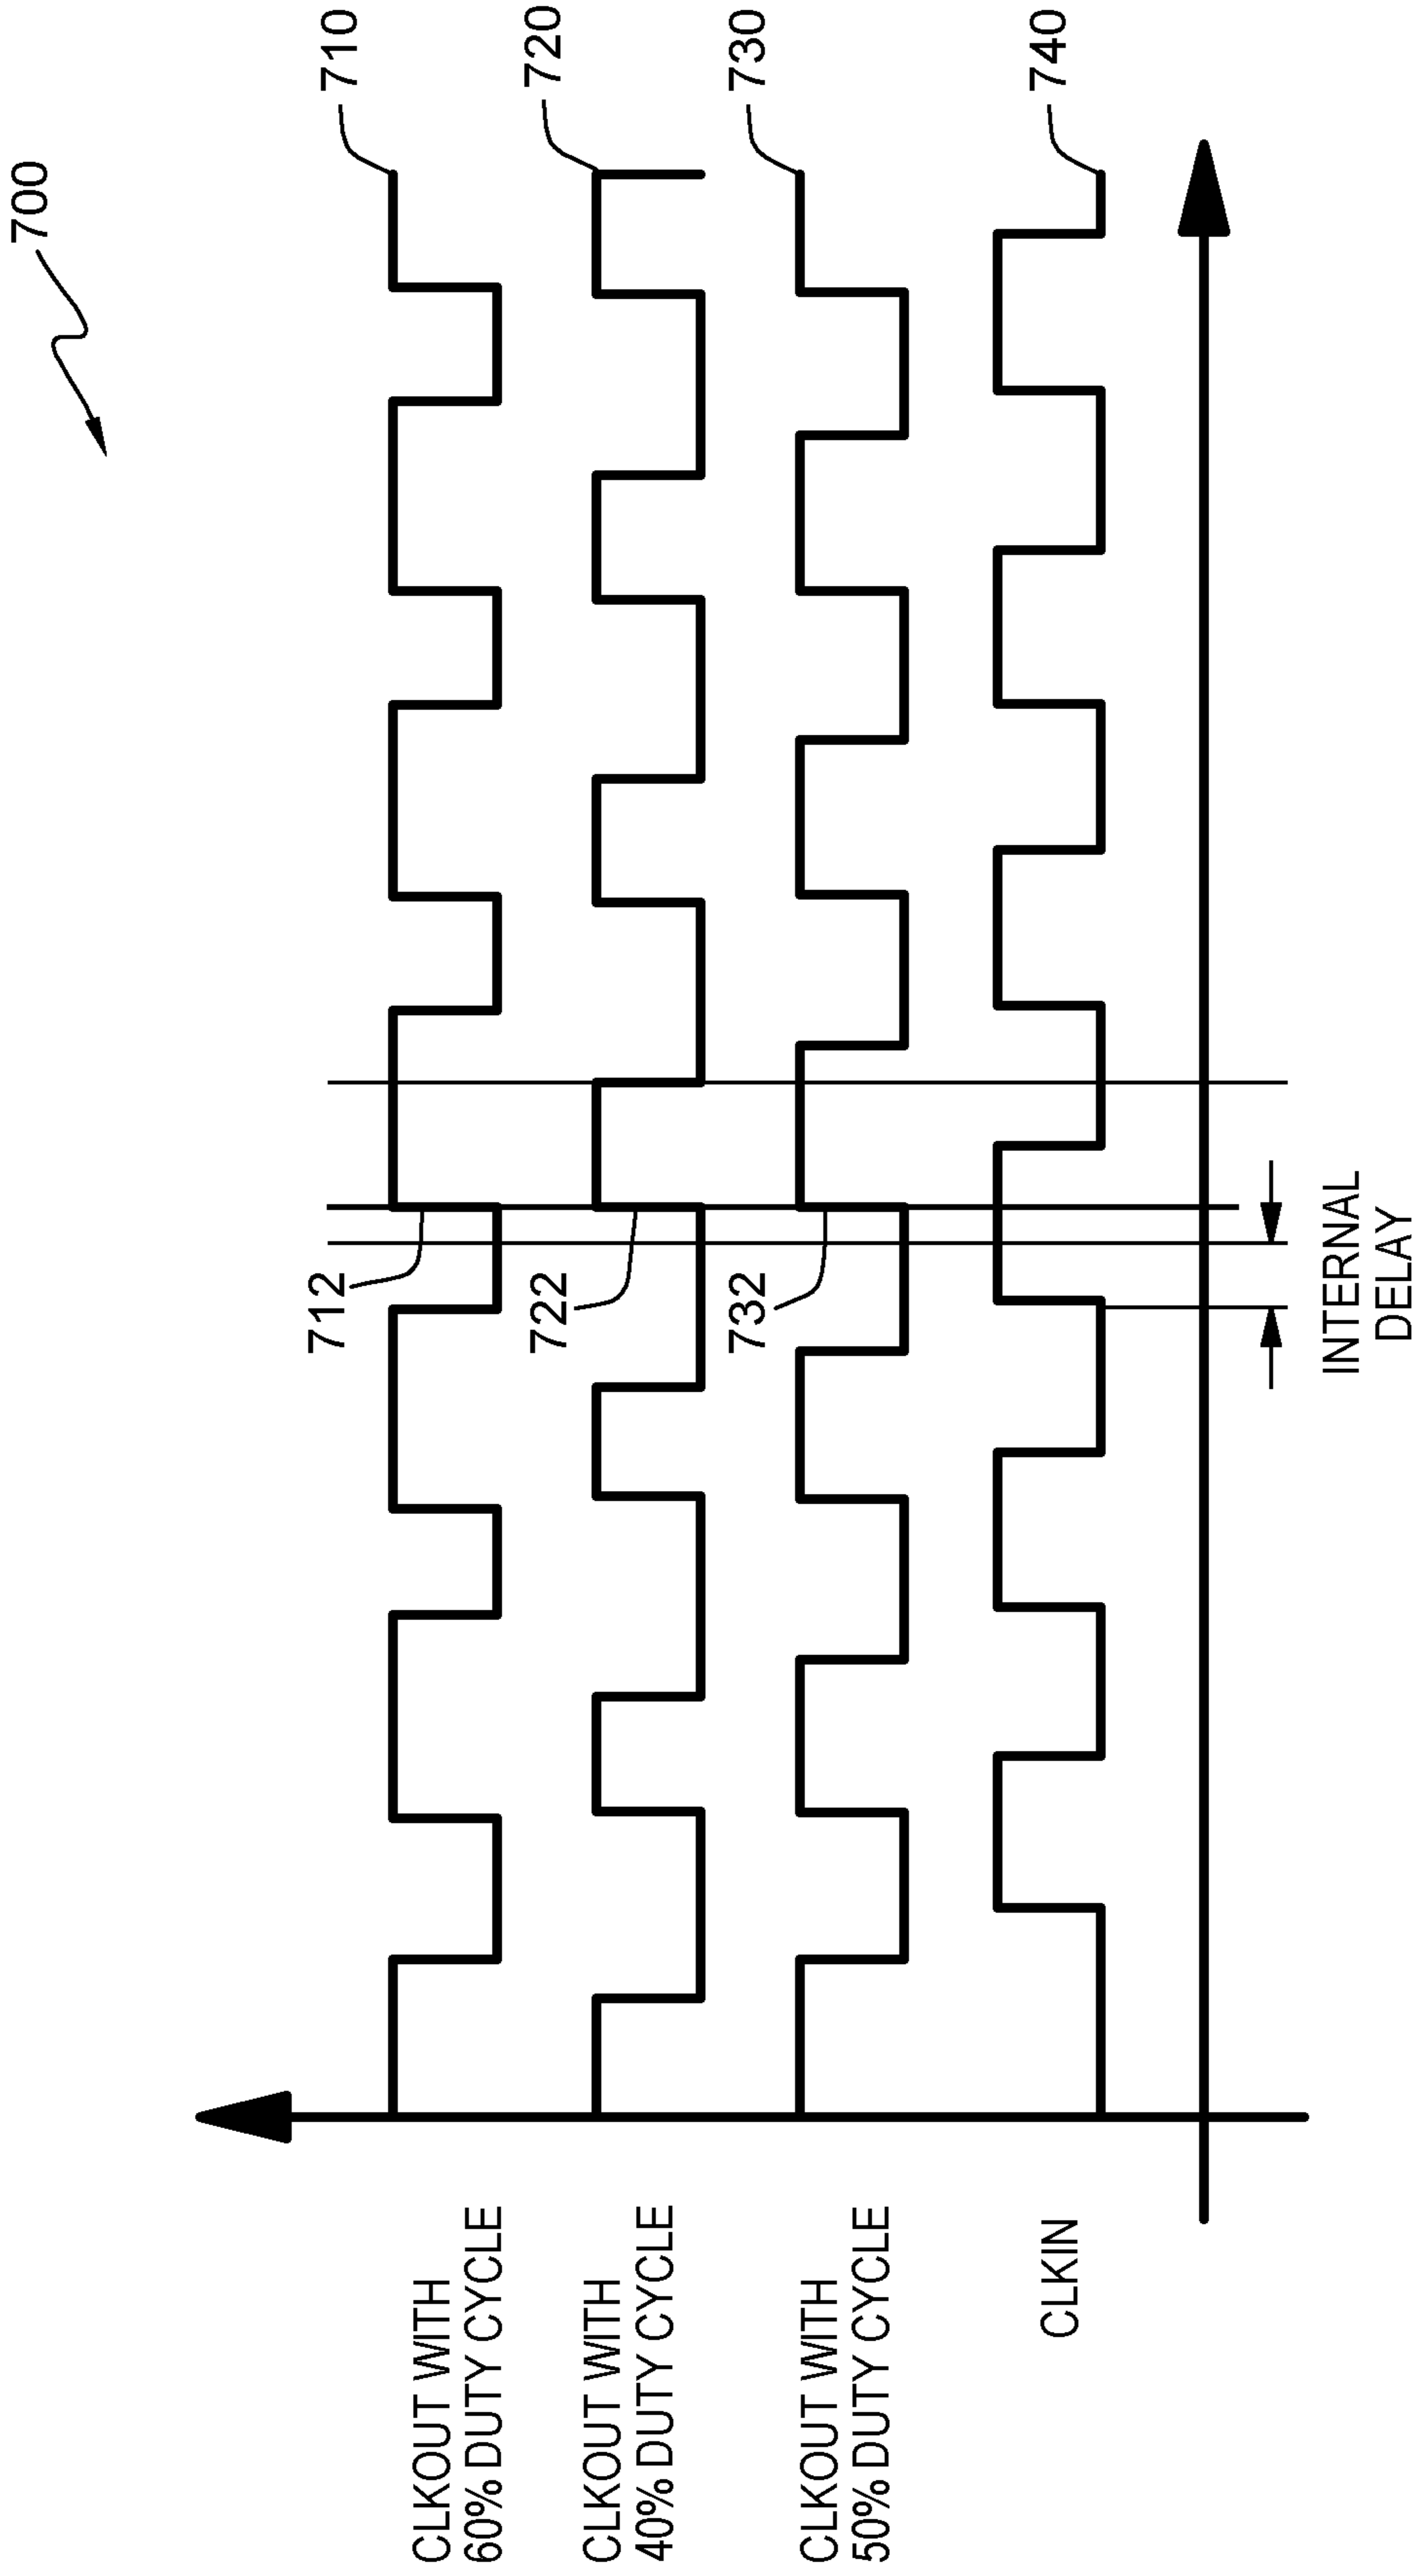 700
CLKOUT WITH
60% DUTY CYCLE
712
710
CLKOUT WITH
40% DUTY CYCLE
722
720
CLKOUT WITH
50% DUTY CYCLE
732
730
CLKIN
740
INTERNAL
DELAY